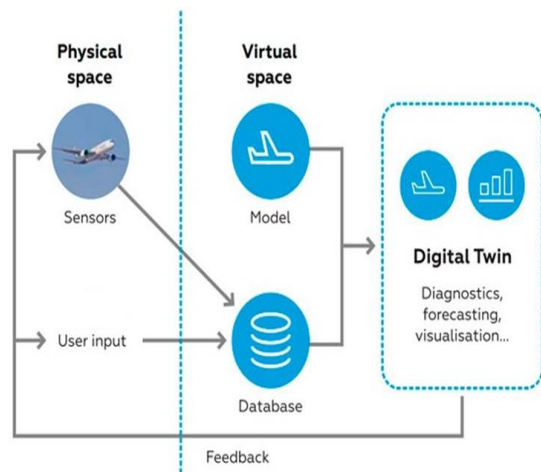 Physical
space
Virtual
space
Sensors
Model
Digital Twin
Diagnostics,
forecasting,
visualisation...
User input
Database
Feedback